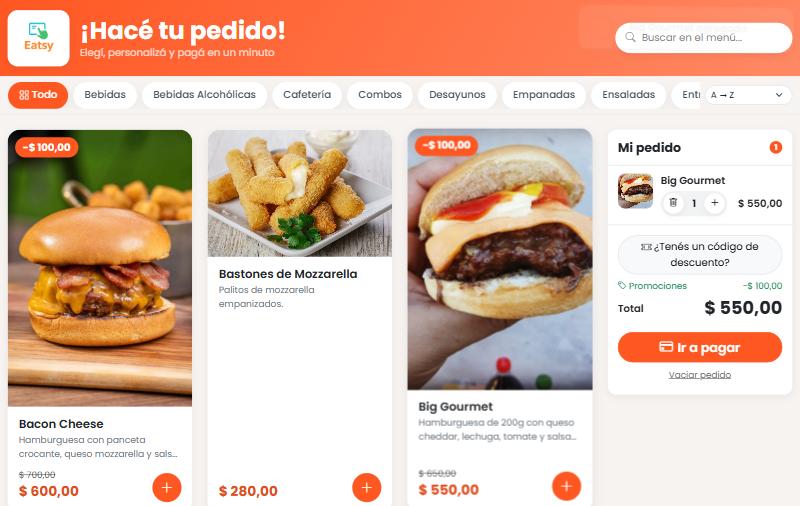 Eatsy
¡Hacé tu pedido!
Elegí, personalizá y pagá en un minuto
Buscar en el menú...
Todo
Bebidas
Bebidas Alcohólicas
Cafetería
Combos
Desayunos
Empanadas
Ensaladas
Entr
A → Z
-$ 100,00
Bacon Cheese
Hamburguesa con panceta
crocante, queso mozzarella y sals...
$ 700,00
$ 600,00
+
Bastones de Mozzarella
Palitos de mozzarella
empanizados.
$ 280,00
+
-$ 100,00
Big Gourmet
Hamburguesa de 200g con queso
cheddar, lechuga, tomate y salsa...
$ 650,00
$ 550,00
+
Mi pedido
1
Big Gourmet
1 +
$ 550,00
¿Tenés un código de
descuento?
Promociones
-$ 100,00
Total
$ 550,00
Ir a pagar
Vaciar pedido